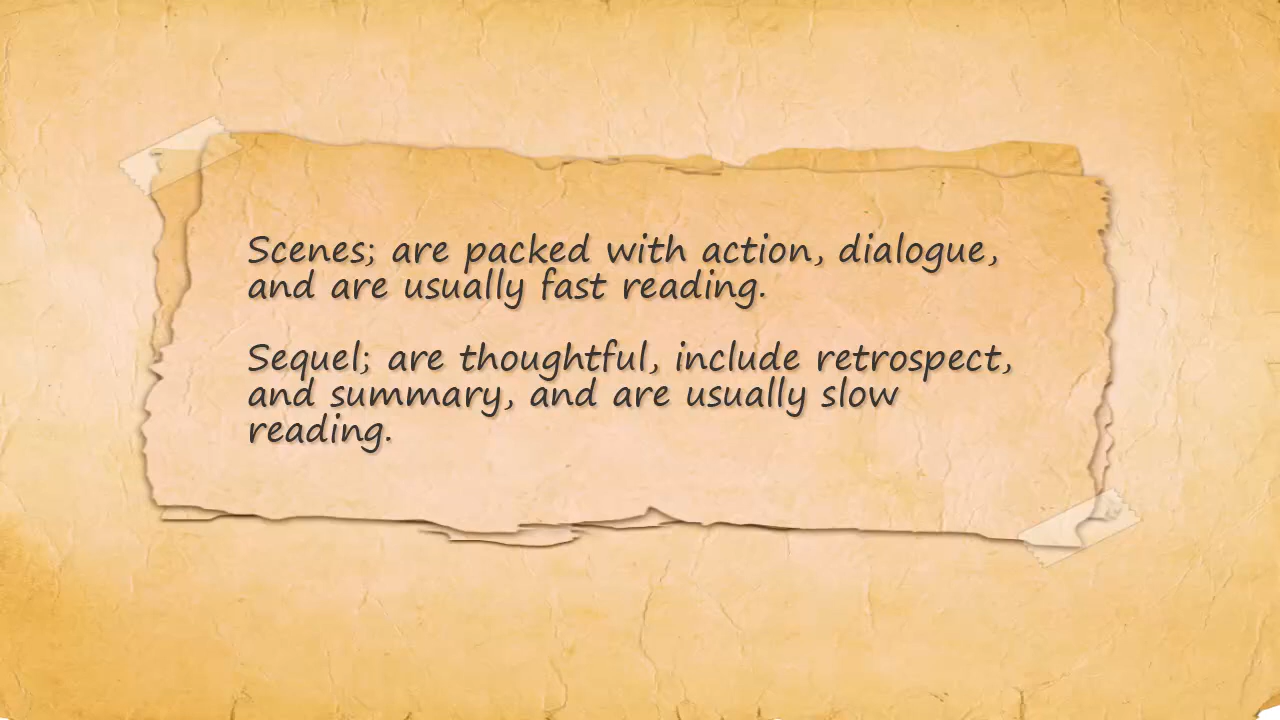 Scenes; are packed with action, dialogue,
and are usually fast reading.
Sequel; are thoughtful, include retrospect,
and summary, and are usually slow
reading.